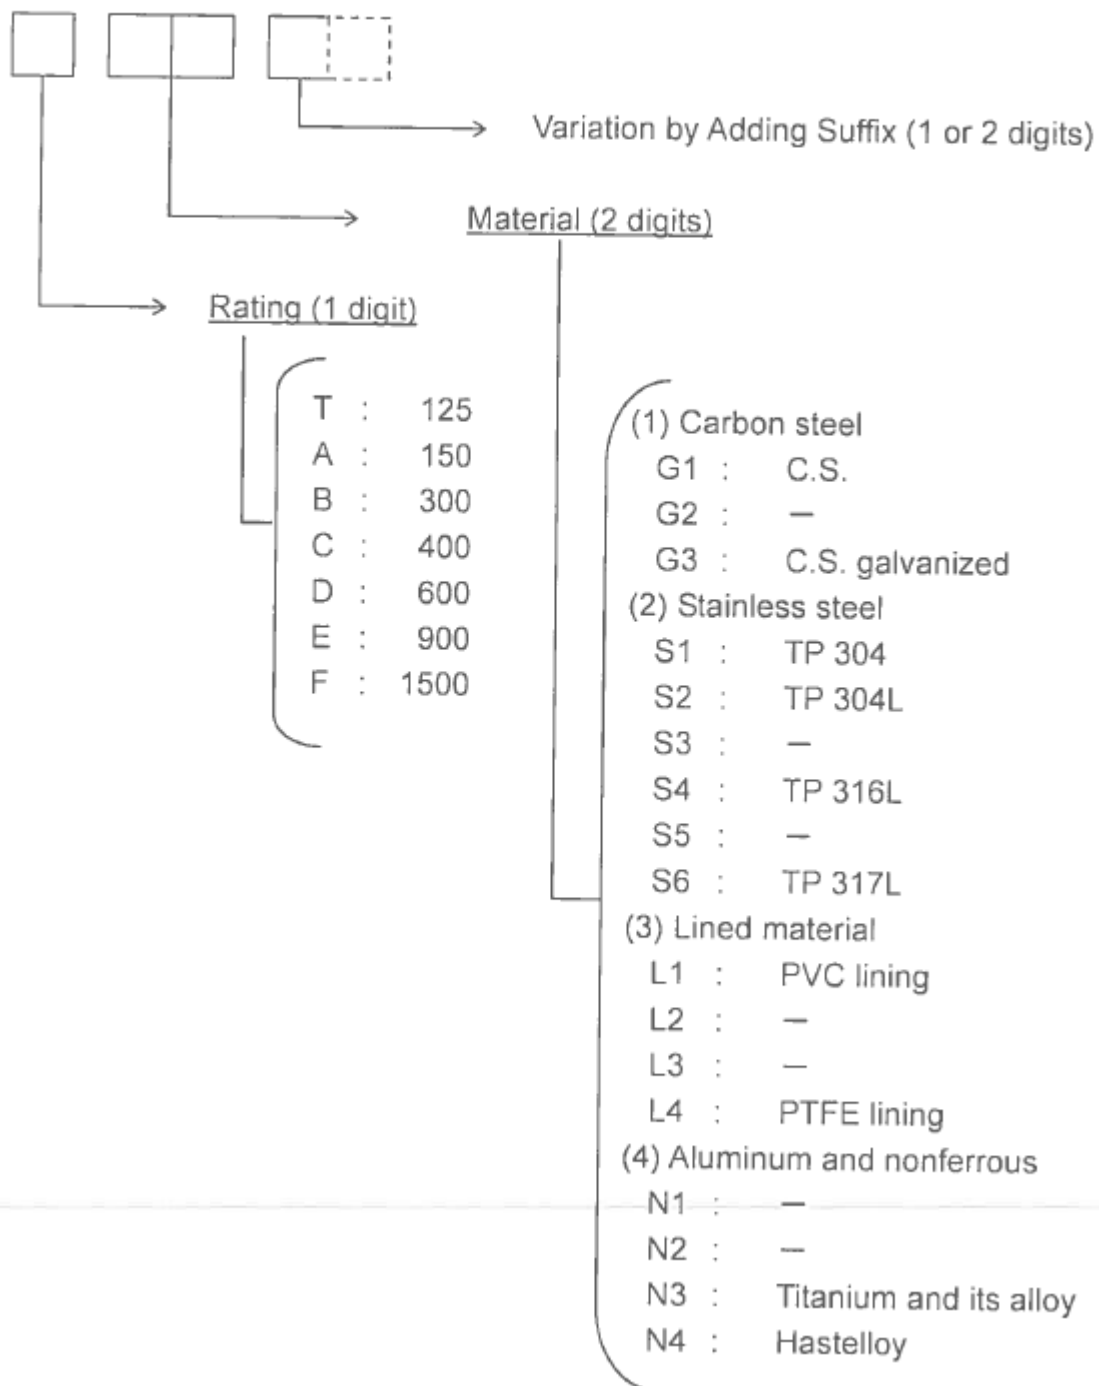 Variation by Adding Suffix (1 or 2 digits)
Material (2 digits)
Rating (1 digit)
T : 125
A : 150
B : 300
C : 400
D : 600
E : 900
F : 1500
(1) Carbon steel
G1 : C.S.
G2 : —
G3 : C.S. galvanized
(2) Stainless steel
S1 : TP 304
S2 : TP 304L
S3 : —
S4 : TP 316L
S5 : —
S6 : TP 317L
(3) Lined material
L1 : PVC lining
L2 : —
L3 : —
L4 : PTFE lining
(4) Aluminum and nonferrous
N1 : —
N2 : —
N3 : Titanium and its alloy
N4 : Hastelloy